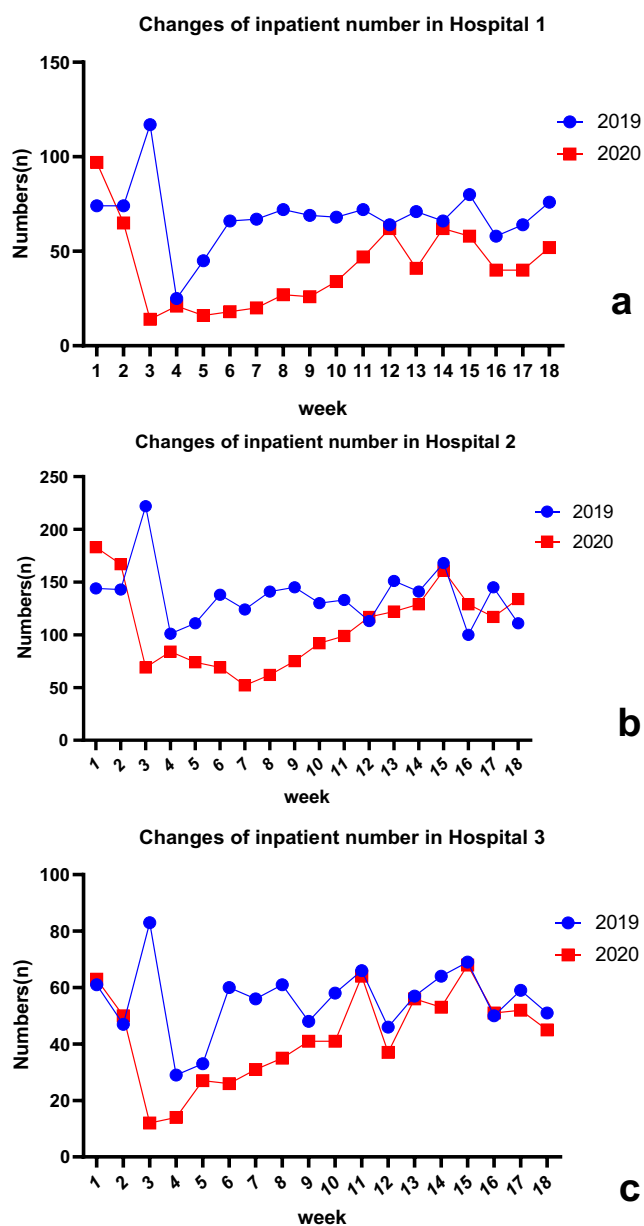 Changes of inpatient number in Hospital 1
150
100
50
0
Numbers(n)
2019
2020
1 2 3 4 5 6 7 8 9 10 11 12 13 14 15 16 17 18
week
a
Changes of inpatient number in Hospital 2
250
200
150
100
50
0
Numbers(n)
2019
2020
1 2 3 4 5 6 7 8 9 10 11 12 13 14 15 16 17 18
week
b
Changes of inpatient number in Hospital 3
100
80
60
40
20
0
Numbers(n)
2019
2020
1 2 3 4 5 6 7 8 9 10 11 12 13 14 15 16 17 18
week
c